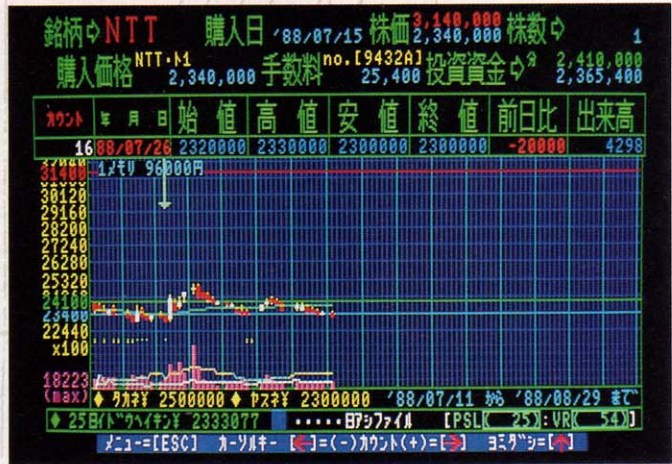 銘柄⇨NTT 購入日 '88/07/15 株価 3,140,000 2,340,000 株数⇨ 1
購入価格 NTT・ト1 2,340,000 手数料 no.[9432A] 25,400 投資資金⇨ 2,410,000 2,365,400
カウント 年 月 日 始 値 高 値 安 値 終 値 前日比 出来高
16 88/07/26 2320000 2330000 2300000 2300000 -20000 4298
1メモリ 96000円
31400
30120
29160
28200
27240
26280
25320
24100
23400
22440
x100
18223
(max)
♦ タカネ¥ 2500000 ♦ ヤスネ¥ 2300000 '88/07/11 から '88/08/29 まで
♦ 25日イドウヘイキン¥ 2333077 ・・・・・日アシファイル [PSL( 25):VR( 54)]
メニュー=[ESC] カーソルキー [←]=(-)カウント(+)=[→] ヨミダシ=[↑]